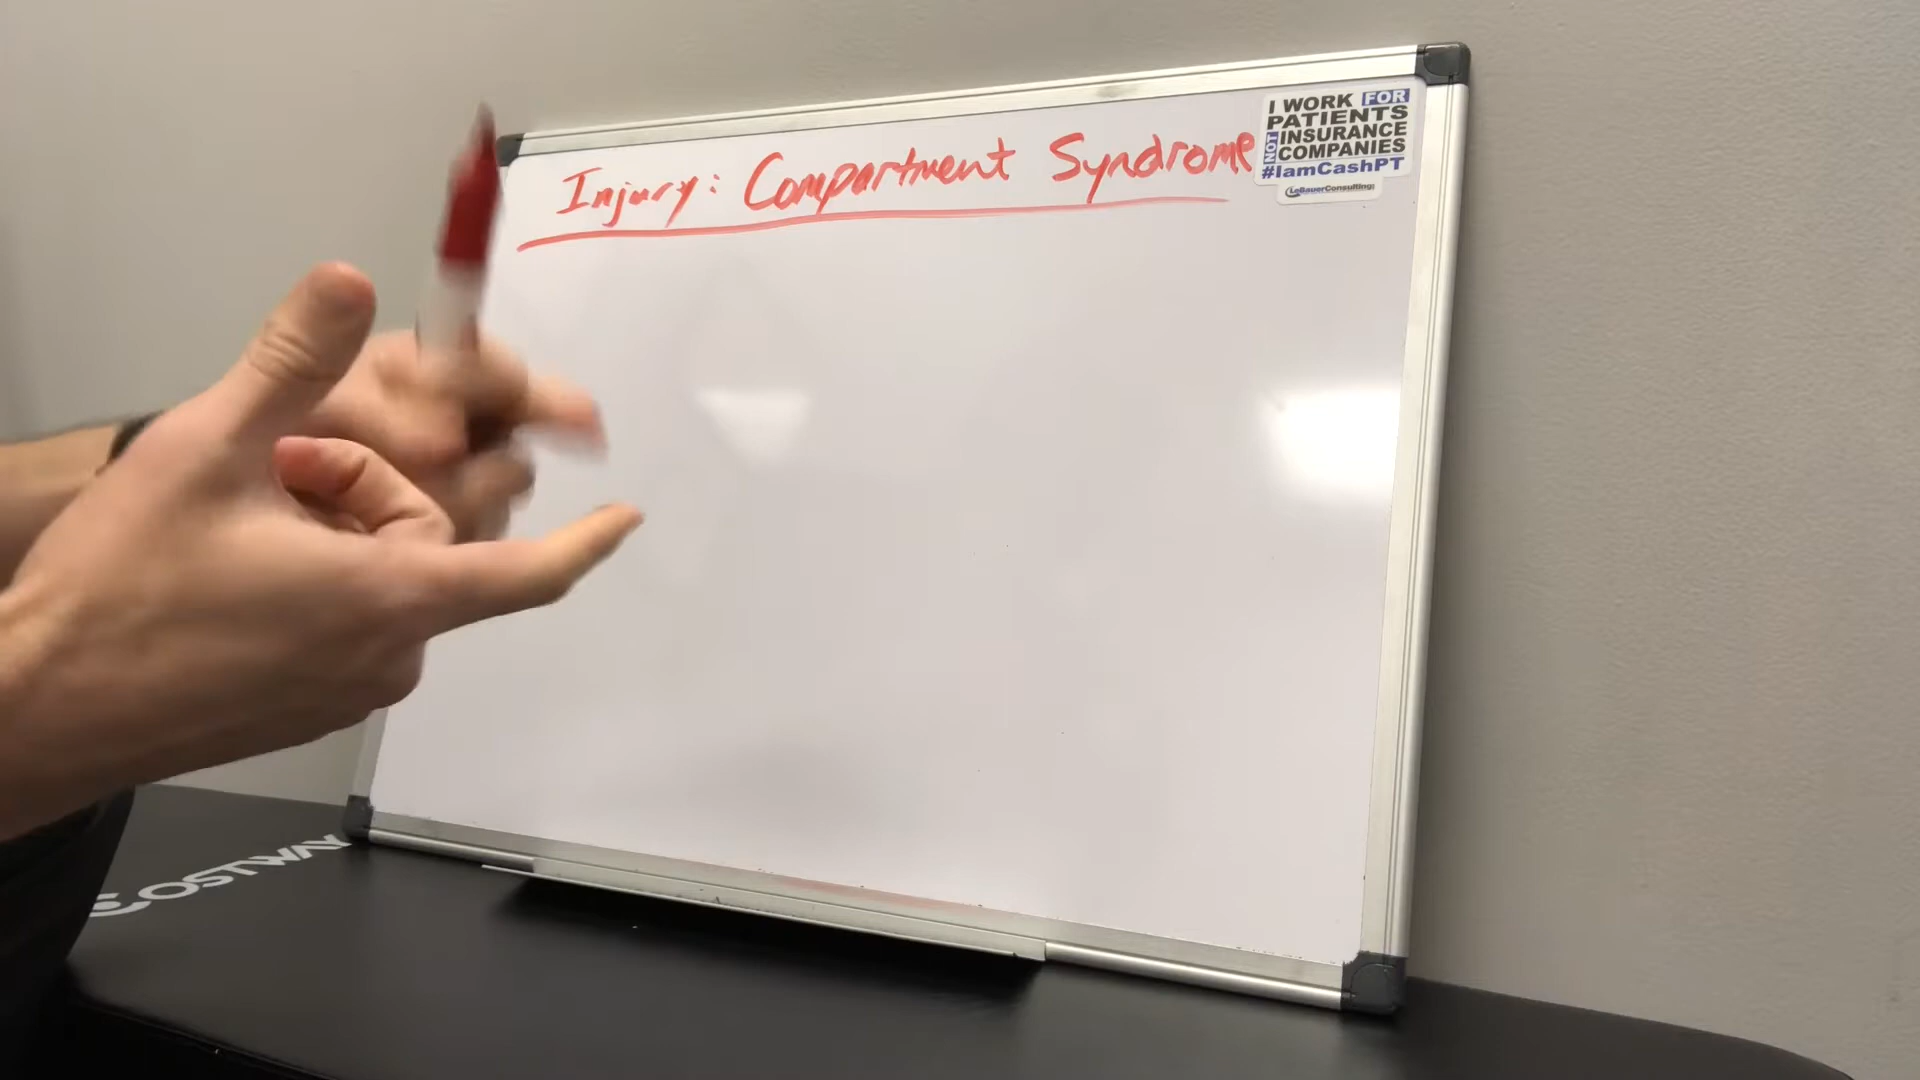 Injury: Compartment Syndrome
I WORK FOR
PATIENTS
NOT INSURANCE
COMPANIES
#IamCashPT
LeBauerConsulting
COSTWAY